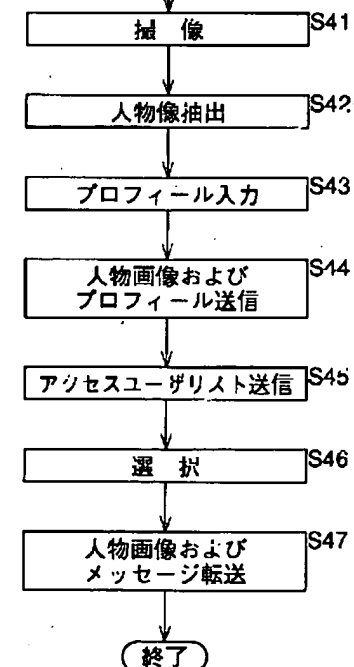 撮 像 S41
人物像抽出 S42
プロフィール入力 S43
人物画像および S44
プロフィール送信
アクセスユーザリスト送信 S45
選 択 S46
人物画像および S47
メッセージ転送
終了